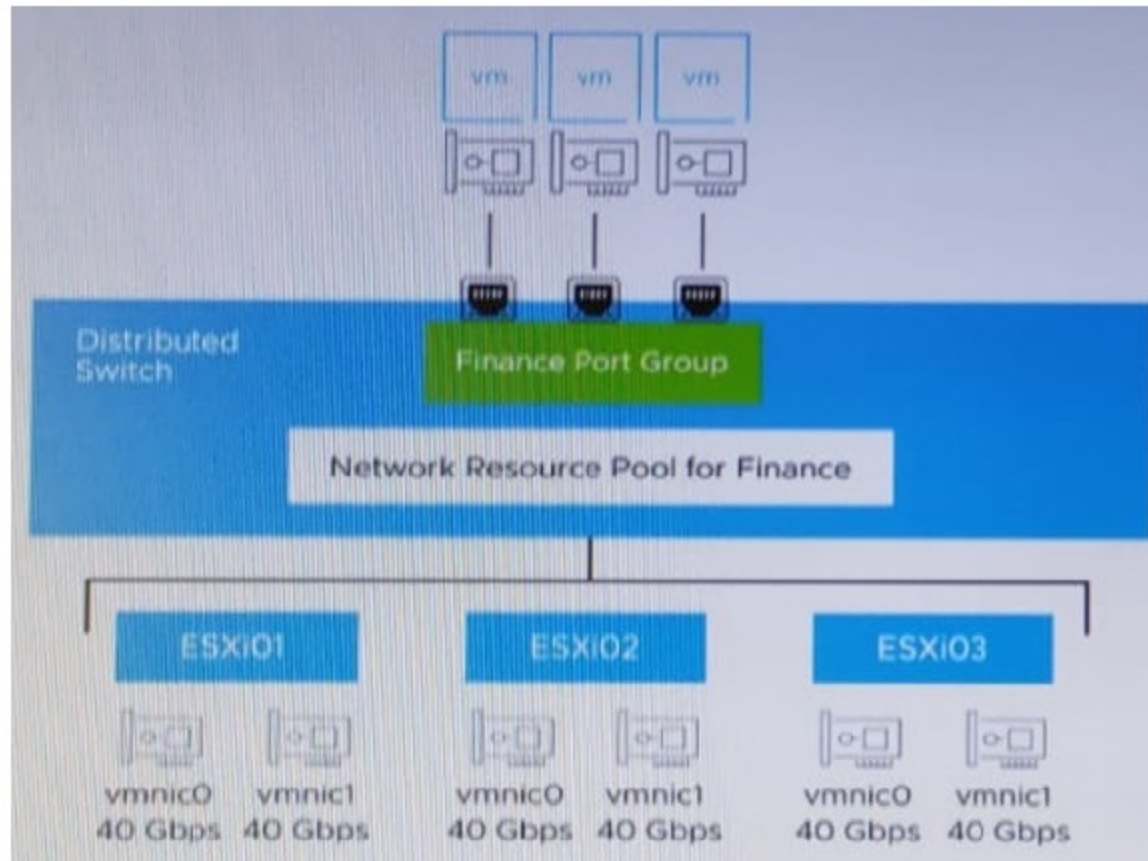 vm vm vm
Distributed
Switch
Finance Port Group
Network Resource Pool for Finance
ESXi01 ESXi02 ESXi03
vmnic0 vmnic1 vmnic0 vmnic1 vmnic0 vmnic1
40 Gbps 40 Gbps 40 Gbps 40 Gbps 40 Gbps 40 Gbps